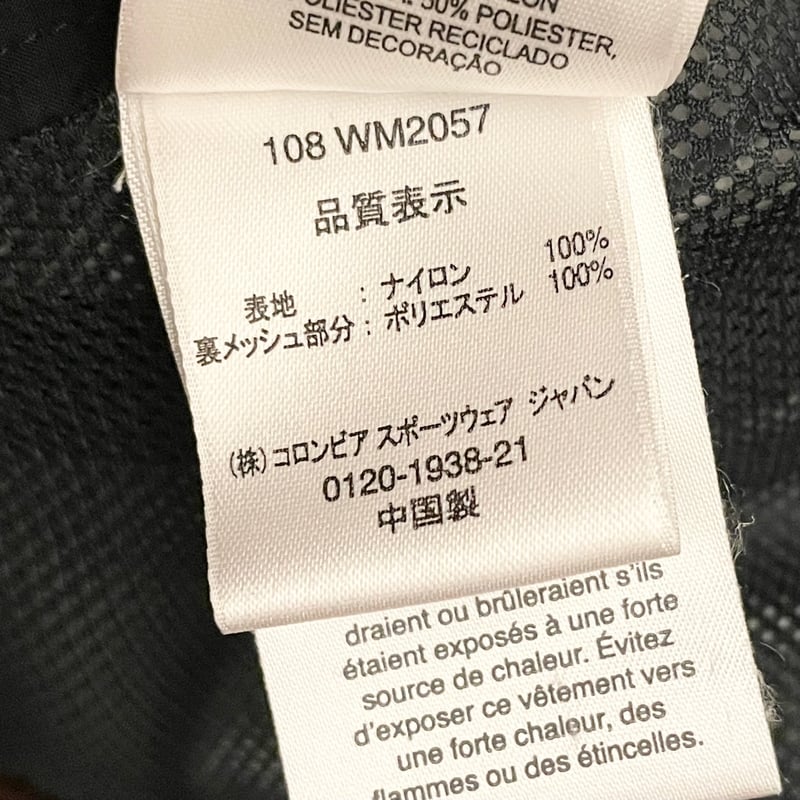 50% POLIESTER,
POLIESTER RECICLADO
SEM DECORAÇÃO
108 WM2057
品質表示
表地 : ナイロン 100%
裏メッシュ部分 : ポリエステル 100%
(株)コロンビア スポーツウェア ジャパン
0120-1938-21
中国製
draient ou brûleraient s'ils
étaient exposés à une forte
source de chaleur. Évitez
d'exposer ce vêtement vers
une forte chaleur, des
flammes ou des étincelles.